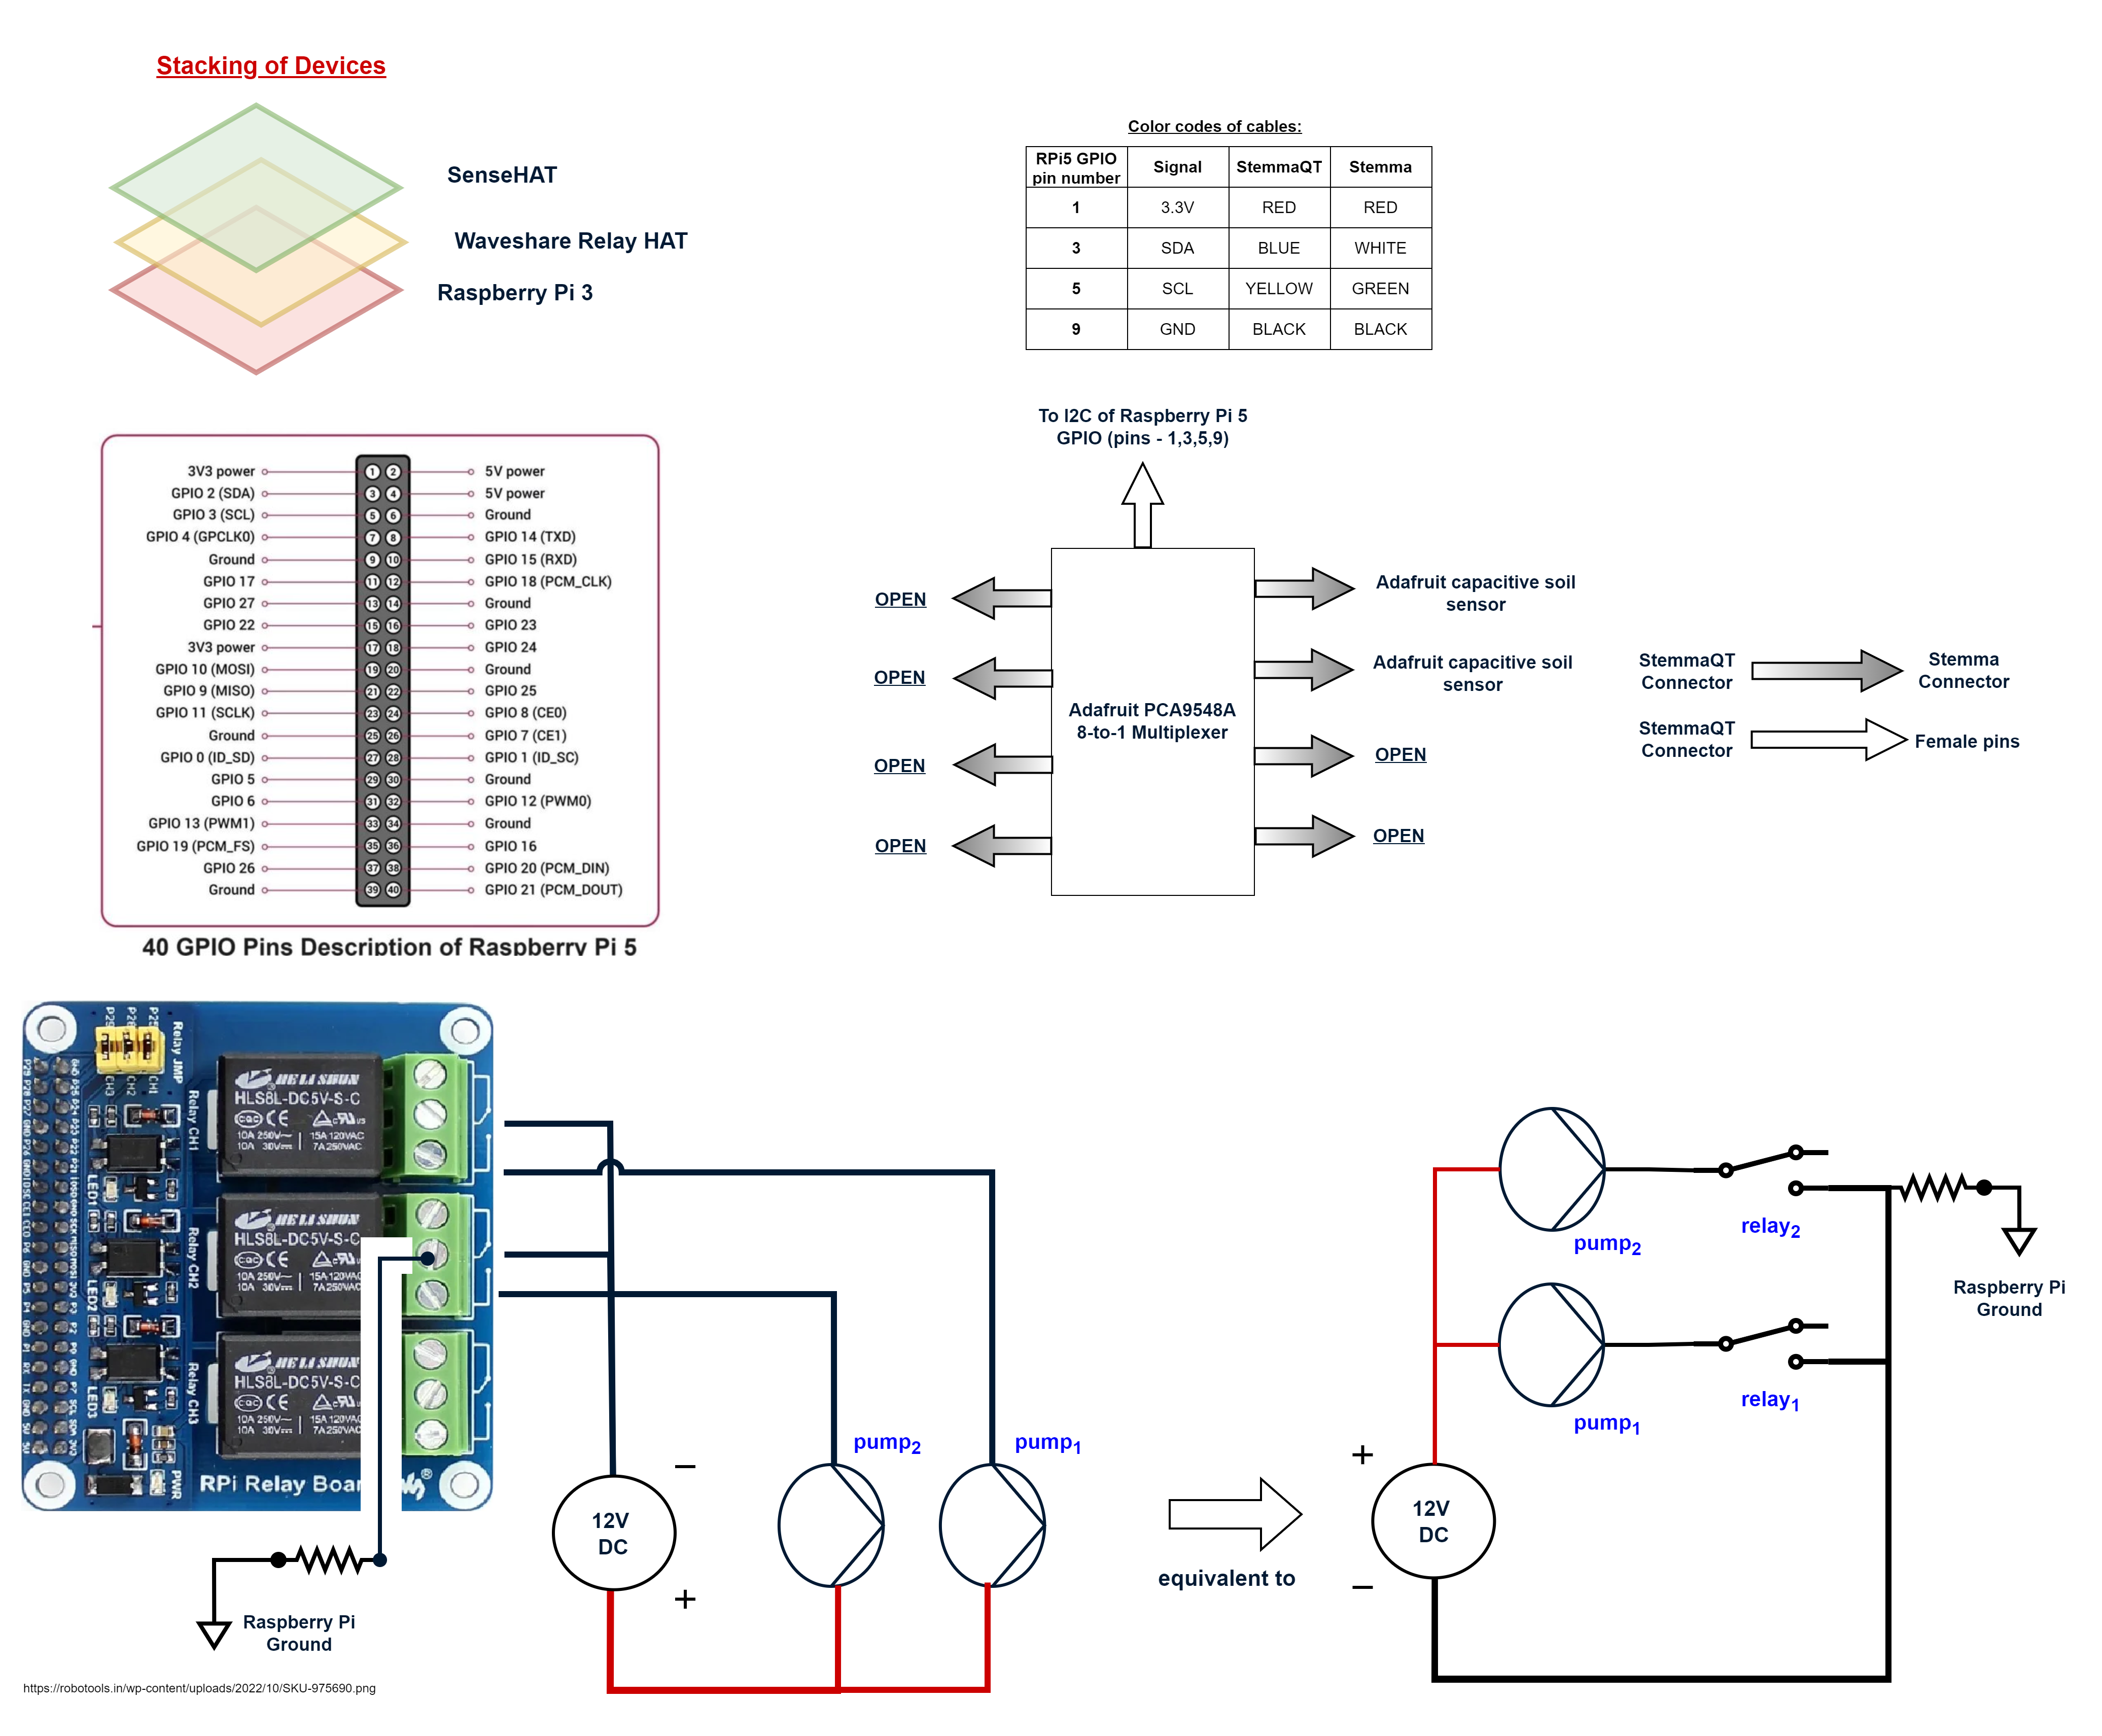 Stacking of Devices
SenseHAT
Waveshare Relay HAT
Raspberry Pi 3
Color codes of cables:
RPi5 GPIO pin number Signal StemmaQT Stemma
1 3.3V RED RED
3 SDA BLUE WHITE
5 SCL YELLOW GREEN
9 GND BLACK BLACK
3V3 power 1 2 5V power
GPIO 2 (SDA) 3 4 5V power
GPIO 3 (SCL) 5 6 Ground
GPIO 4 (GPCLK0) 7 8 GPIO 14 (TXD)
Ground 9 10 GPIO 15 (RXD)
GPIO 17 11 12 GPIO 18 (PCM_CLK)
GPIO 27 13 14 Ground
GPIO 22 15 16 GPIO 23
3V3 power 17 18 GPIO 24
GPIO 10 (MOSI) 19 20 Ground
GPIO 9 (MISO) 21 22 GPIO 25
GPIO 11 (SCLK) 23 24 GPIO 8 (CE0)
Ground 25 26 GPIO 7 (CE1)
GPIO 0 (ID_SD) 27 28 GPIO 1 (ID_SC)
GPIO 5 29 30 Ground
GPIO 6 31 32 GPIO 12 (PWM0)
GPIO 13 (PWM1) 33 34 Ground
GPIO 19 (PCM_FS) 35 36 GPIO 16
GPIO 26 37 38 GPIO 20 (PCM_DIN)
Ground 39 40 GPIO 21 (PCM_DOUT)
40 GPIO Pins Description of Raspberry Pi 5
To I2C of Raspberry Pi 5
GPIO (pins - 1,3,5,9)
OPEN
OPEN
OPEN
OPEN
Adafruit PCA9548A
8-to-1 Multiplexer
Adafruit capacitive soil
sensor
Adafruit capacitive soil
sensor
OPEN
OPEN
StemmaQT
Connector
Stemma
Connector
StemmaQT
Connector
Female pins
Relay JMP
CH3
CH2
CH1
Relay CH1
Relay CH2
Relay CH3
LED1
LED2
LED3
PWR
HELISHUN
HLS8L-DC5V-S-C
10A 250V~ 15A 120VAC
10A 30V 7A 250VAC
HELISHUN
HLS8L-DC5V-S-C
10A 250V~ 15A 120VAC
10A 30V 7A 250VAC
HELISHUN
HLS8L-DC5V-S-C
10A 250V~ 15A 120VAC
10A 30V 7A 250VAC
RPi Relay Boar
Raspberry Pi
Ground
https://robotools.in/wp-content/uploads/2022/10/SKU-975690.png
12V
DC
−
+
pump2
pump1
equivalent to
+
12V
DC
−
pump2
relay2
pump1
relay1
Raspberry Pi
Ground